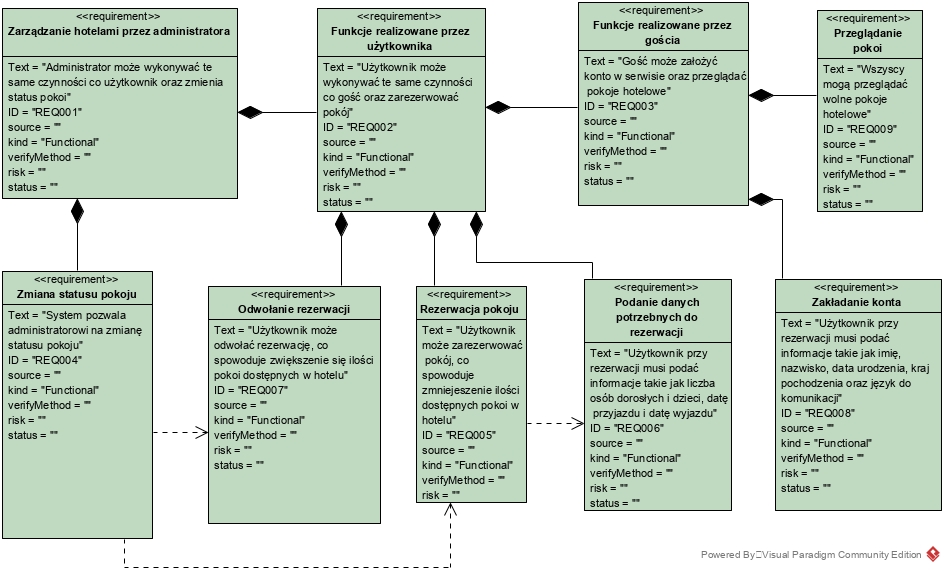 <<requirement>>
Zarządzanie hotelami przez administratora
Text = "Administrator może wykonywać te
same czynności co użytkownik oraz zmienia
status pokoi"
ID = "REQ001"
source = ""
kind = "Functional"
verifyMethod = ""
risk = ""
status = ""
<<requirement>>
Funkcje realizowane przez
użytkownika
Text = "Użytkownik może
wykonywać te same czynności
co gość oraz zarezerwować
pokój"
ID = "REQ002"
source = ""
kind = "Functional"
verifyMethod = ""
risk = ""
status = ""
<<requirement>>
Funkcje realizowane przez
gościa
Text = "Gość może założyć
konto w serwisie oraz przeglądać
pokoje hotelowe"
ID = "REQ003"
source = ""
kind = "Functional"
verifyMethod = ""
risk = ""
status = ""
<<requirement>>
Przeglądanie
pokoi
Text = "Wszyscy
mogą przeglądać
wolne pokoje
hotelowe"
ID = "REQ009"
source = ""
kind = "Functional"
verifyMethod = ""
risk = ""
status = ""
<<requirement>>
Zmiana statusu pokoju
Text = "System pozwala
administratorowi na zmianę
statusu pokoju"
ID = "REQ004"
source = ""
kind = "Functional"
verifyMethod = ""
risk = ""
status = ""
<<requirement>>
Odwołanie rezerwacji
Text = "Użytkownik może
odwołać rezerwację, co
spowoduje zwiększenie się ilości
pokoi dostępnych w hotelu"
ID = "REQ007"
source = ""
kind = "Functional"
verifyMethod = ""
risk = ""
status = ""
<<requirement>>
Rezerwacja pokoju
Text = "Użytkownik
może zarezerwować
pokój, co
spowoduje
zmniejeszenie ilości
dostępnych pokoi w
hotelu"
ID = "REQ005"
source = ""
kind = "Functional"
verifyMethod = ""
risk = ""
<<requirement>>
Podanie danych
potrzebnych do
rezerwacji
Text = "Użytkownik przy
rezerwacji musi podać
informacje takie jak liczba
osób dorosłych i dzieci, datę
przyjazdu i datę wyjazdu"
ID = "REQ006"
source = ""
kind = "Functional"
verifyMethod = ""
risk = ""
status = ""
<<requirement>>
Zakładanie konta
Text = "Użytkownik przy
rezerwacji musi podać
informacje takie jak imię,
nazwisko, data urodzenia, kraj
pochodzenia oraz język do
komunikacji"
ID = "REQ008"
source = ""
kind = "Functional"
verifyMethod = ""
risk = ""
status = ""
Powered By Visual Paradigm Community Edition